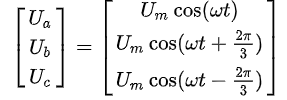 [U_a; U_b; U_c] = [U_m cos(ωt); U_m cos(ωt + 2π/3); U_m cos(ωt − 2π/3)]